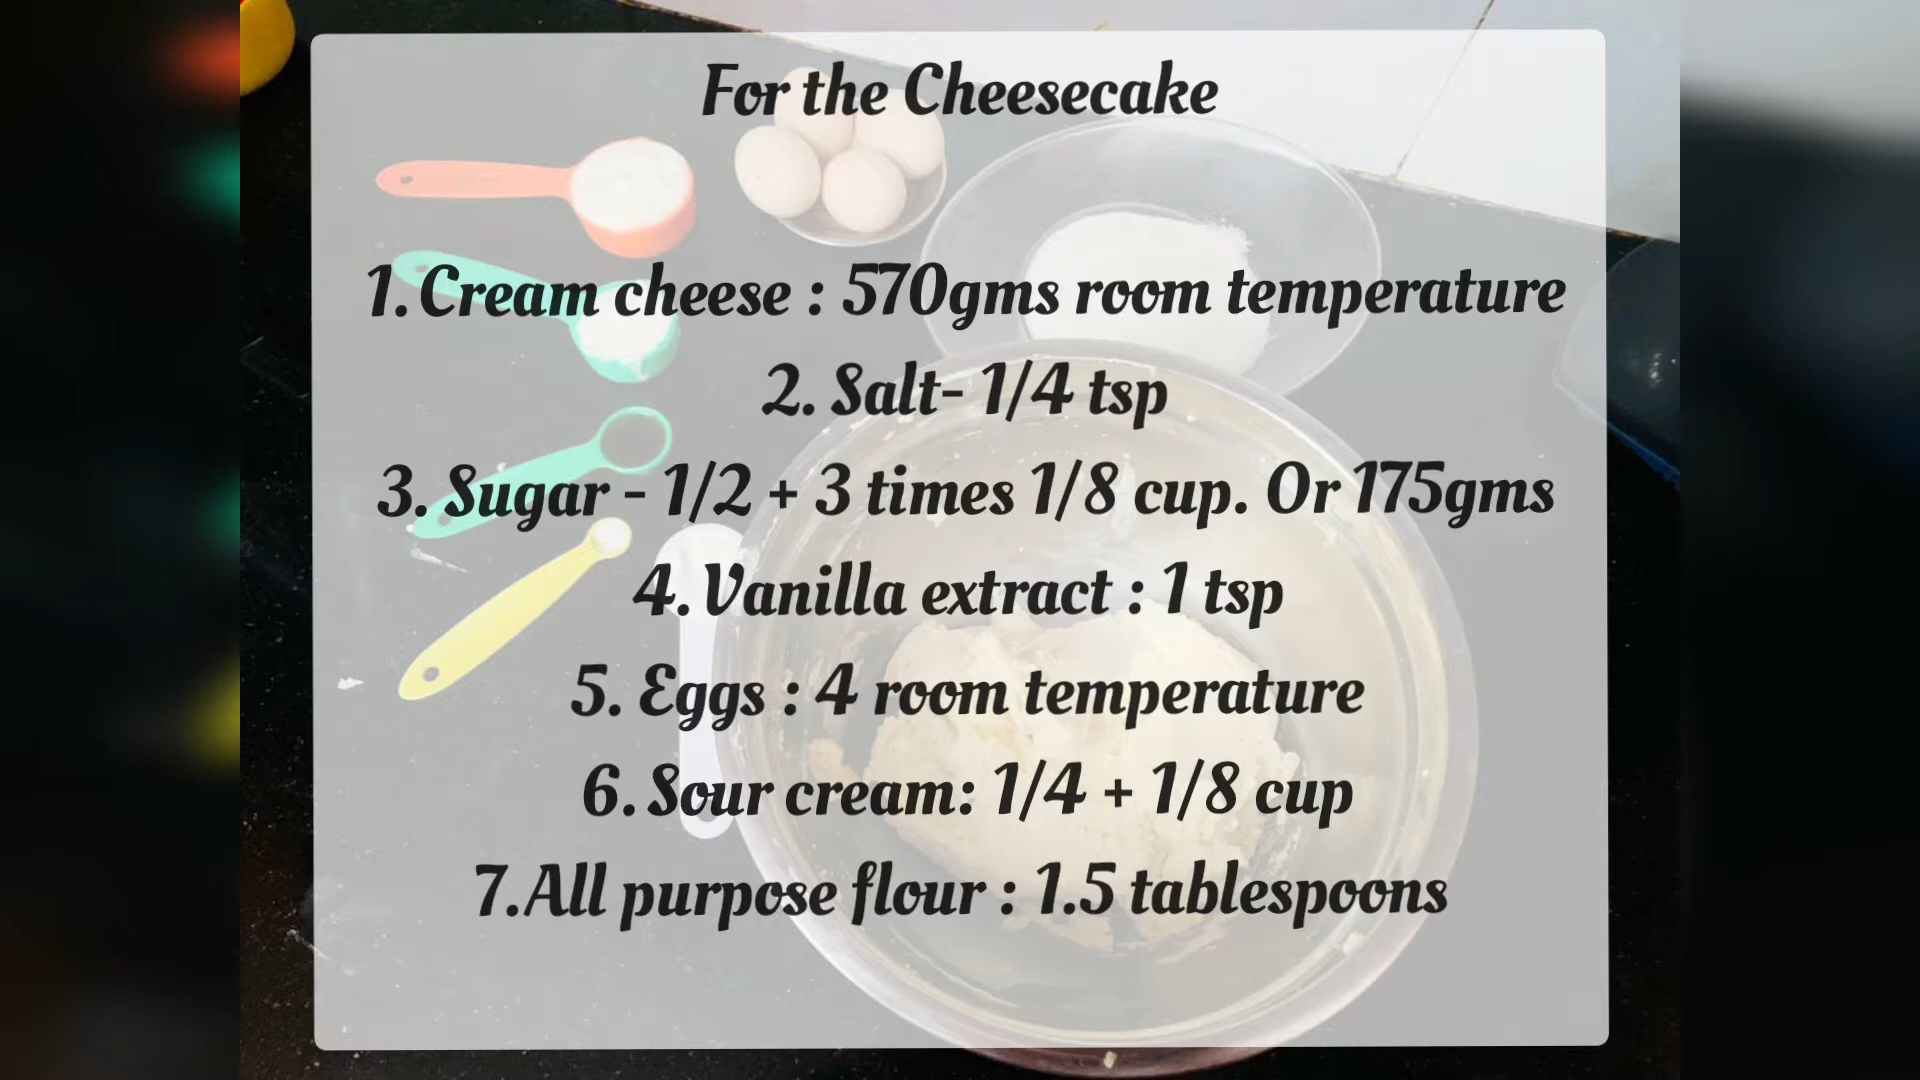 For the Cheesecake
1. Cream cheese : 570gms room temperature
2. Salt- 1/4 tsp
3. Sugar - 1/2 + 3 times 1/8 cup. Or 175gms
4. Vanilla extract : 1 tsp
5. Eggs : 4 room temperature
6. Sour cream: 1/4 + 1/8 cup
7.All purpose flour : 1.5 tablespoons